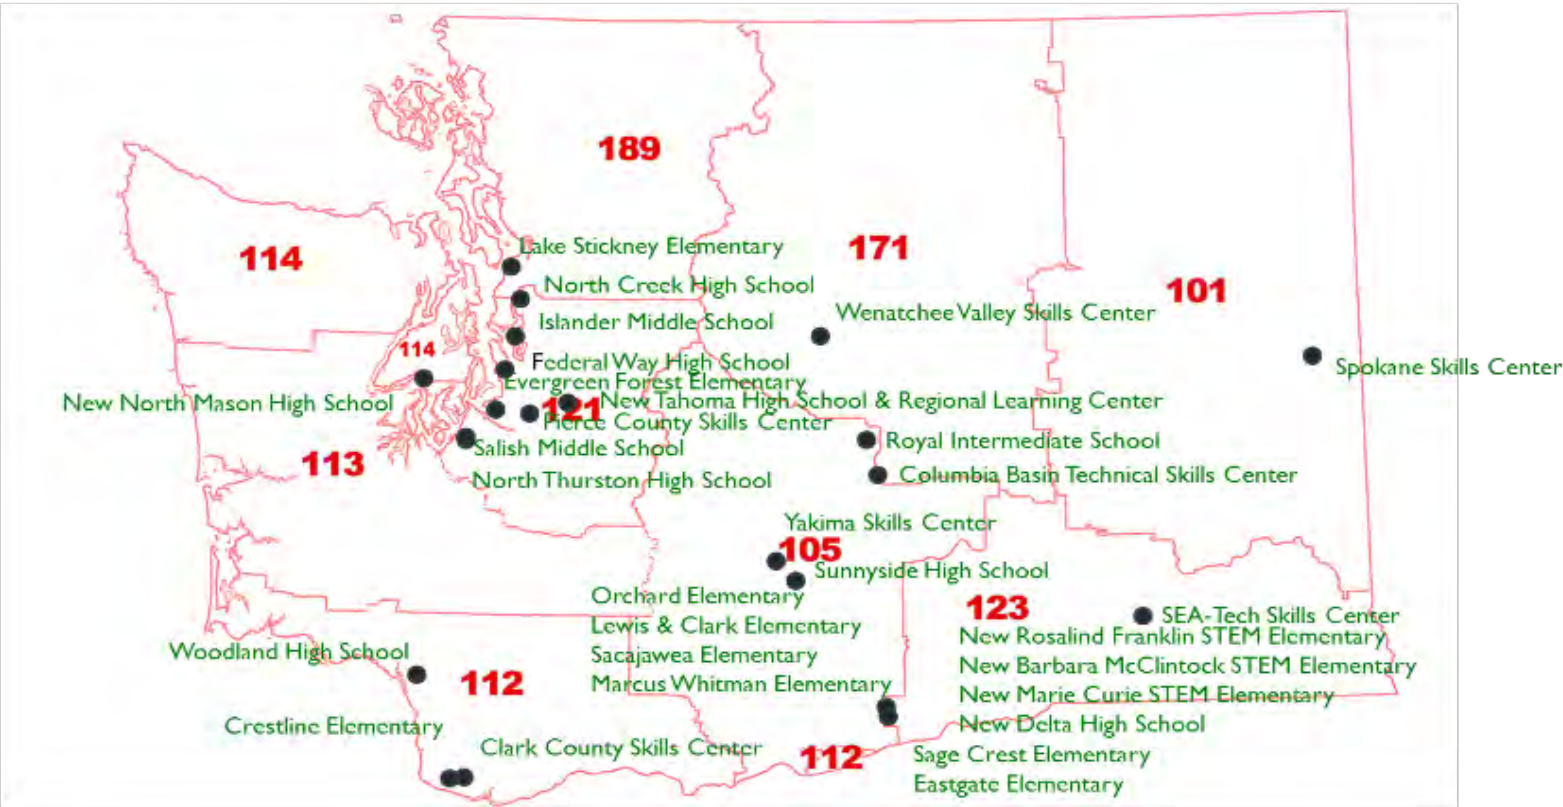 189
Lake Stickney Elementary
114
171
North Creek High School
101
Wenatchee Valley Skills Center
Islander Middle School
114
Federal Way High School
Spokane Skills Center
Evergreen Forest Elementary
New North Mason High School
121
New Tahoma High School & Regional Learning Center
Pierce County Skills Center
Royal Intermediate School
Salish Middle School
113
Columbia Basin Technical Skills Center
North Thurston High School
Yakima Skills Center
105
Sunnyside High School
Orchard Elementary
123
SEA-Tech Skills Center
Lewis & Clark Elementary
New Rosalind Franklin STEM Elementary
Woodland High School
Sacajawea Elementary
New Barbara McClintock STEM Elementary
112
Marcus Whitman Elementary
New Marie Curie STEM Elementary
Crestline Elementary
New Delta High School
Clark County Skills Center
112
Sage Crest Elementary
Eastgate Elementary